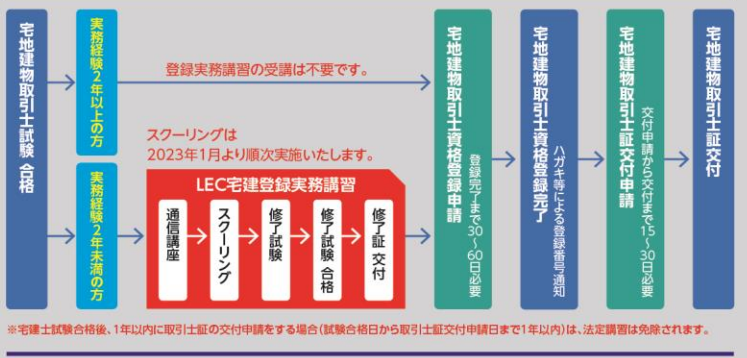 宅地建物取引士試験 合格
実務経験2年以上の方
登録実務講習の受講は不要です。
実務経験2年未満の方
スクーリングは
2023年1月より順次実施いたします。
LEC宅建登録実務講習
通信講座
スクーリング
修了試験
修了試験 合格
修了証 交付
宅地建物取引士資格登録申請
登録完了まで30～60日必要
宅地建物取引士資格登録完了
ハガキ等による登録番号通知
宅地建物取引士証交付申請
交付申請から交付まで15～30日必要
宅地建物取引士証交付
※宅建士試験合格後、1年以内に取引士証の交付申請をする場合(試験合格日から取引士証交付申請日まで1年以内)は、法定講習は免除されます。